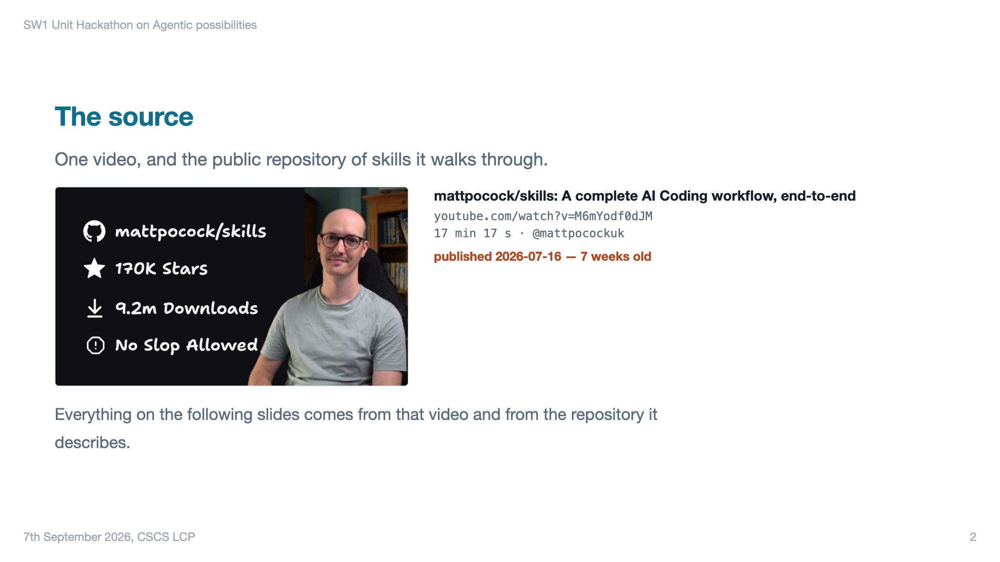 SW1 Unit Hackathon on Agentic possibilities
The source
One video, and the public repository of skills it walks through.
mattpocock/skills
170K Stars
9.2m Downloads
No Slop Allowed
mattpocock/skills: A complete AI Coding workflow, end-to-end
youtube.com/watch?v=M6mYodf0dJM
17 min 17 s · @mattpocockuk
published 2026-07-16 — 7 weeks old
Everything on the following slides comes from that video and from the repository it
describes.
7th September 2026, CSCS LCP
2